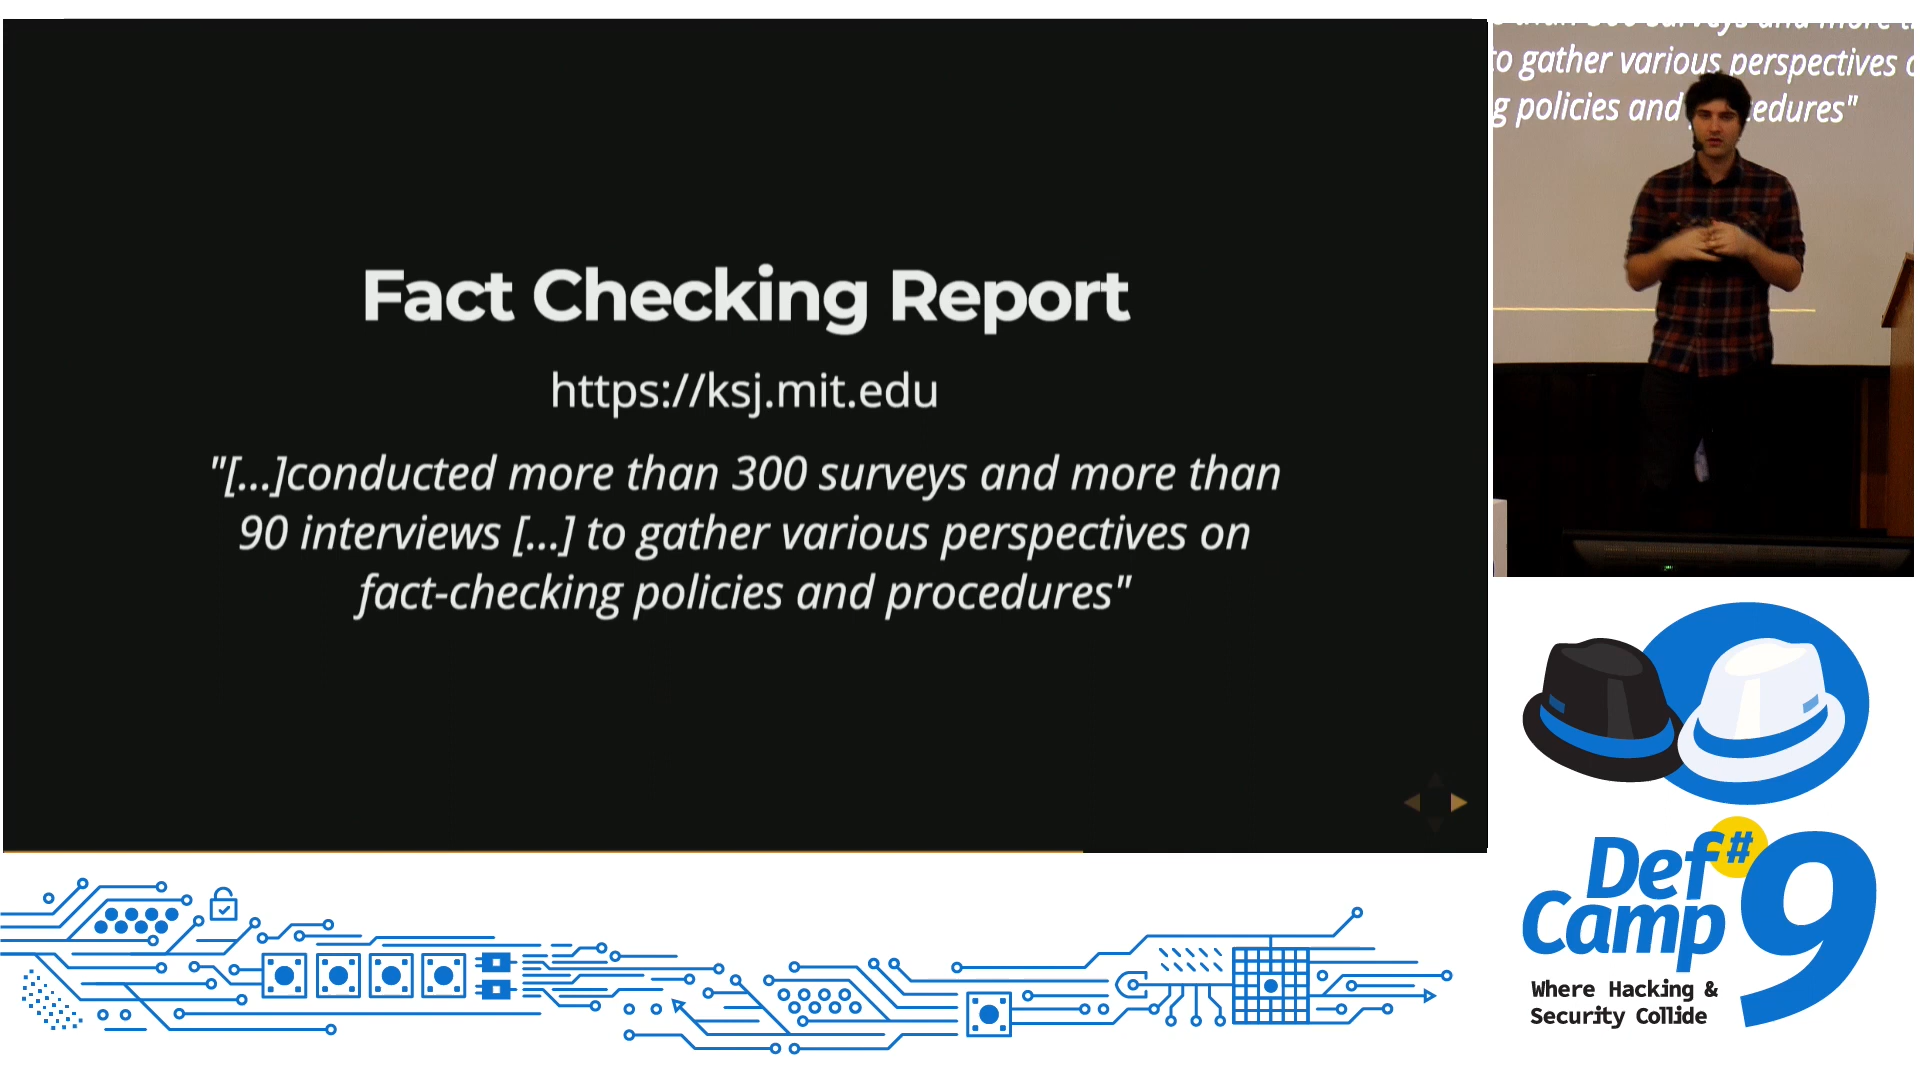 Fact Checking Report
https://ksj.mit.edu
"[...]conducted more than 300 surveys and more than
90 interviews [...] to gather various perspectives on
fact-checking policies and procedures"
to gather various perspectives
g policies and edures"
Def
Camp
#9
Where Hacking &
Security Collide